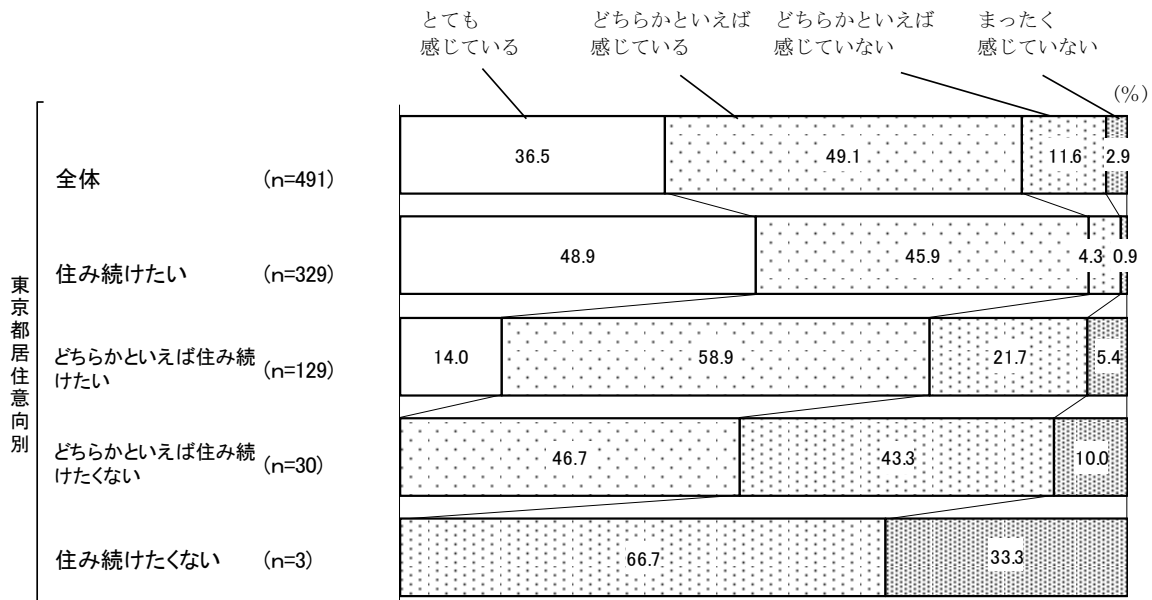 とても
感じている
どちらかといえば
感じている
どちらかといえば
感じていない
まったく
感じていない
(%)
東京都居住意向別
全体 (n=491)
36.5 49.1 11.6 2.9
住み続けたい (n=329)
48.9 45.9 4.3 0.9
どちらかといえば住み続
けたい (n=129)
14.0 58.9 21.7 5.4
どちらかといえば住み続
けたくない (n=30)
46.7 43.3 10.0
住み続けたくない (n=3)
66.7 33.3